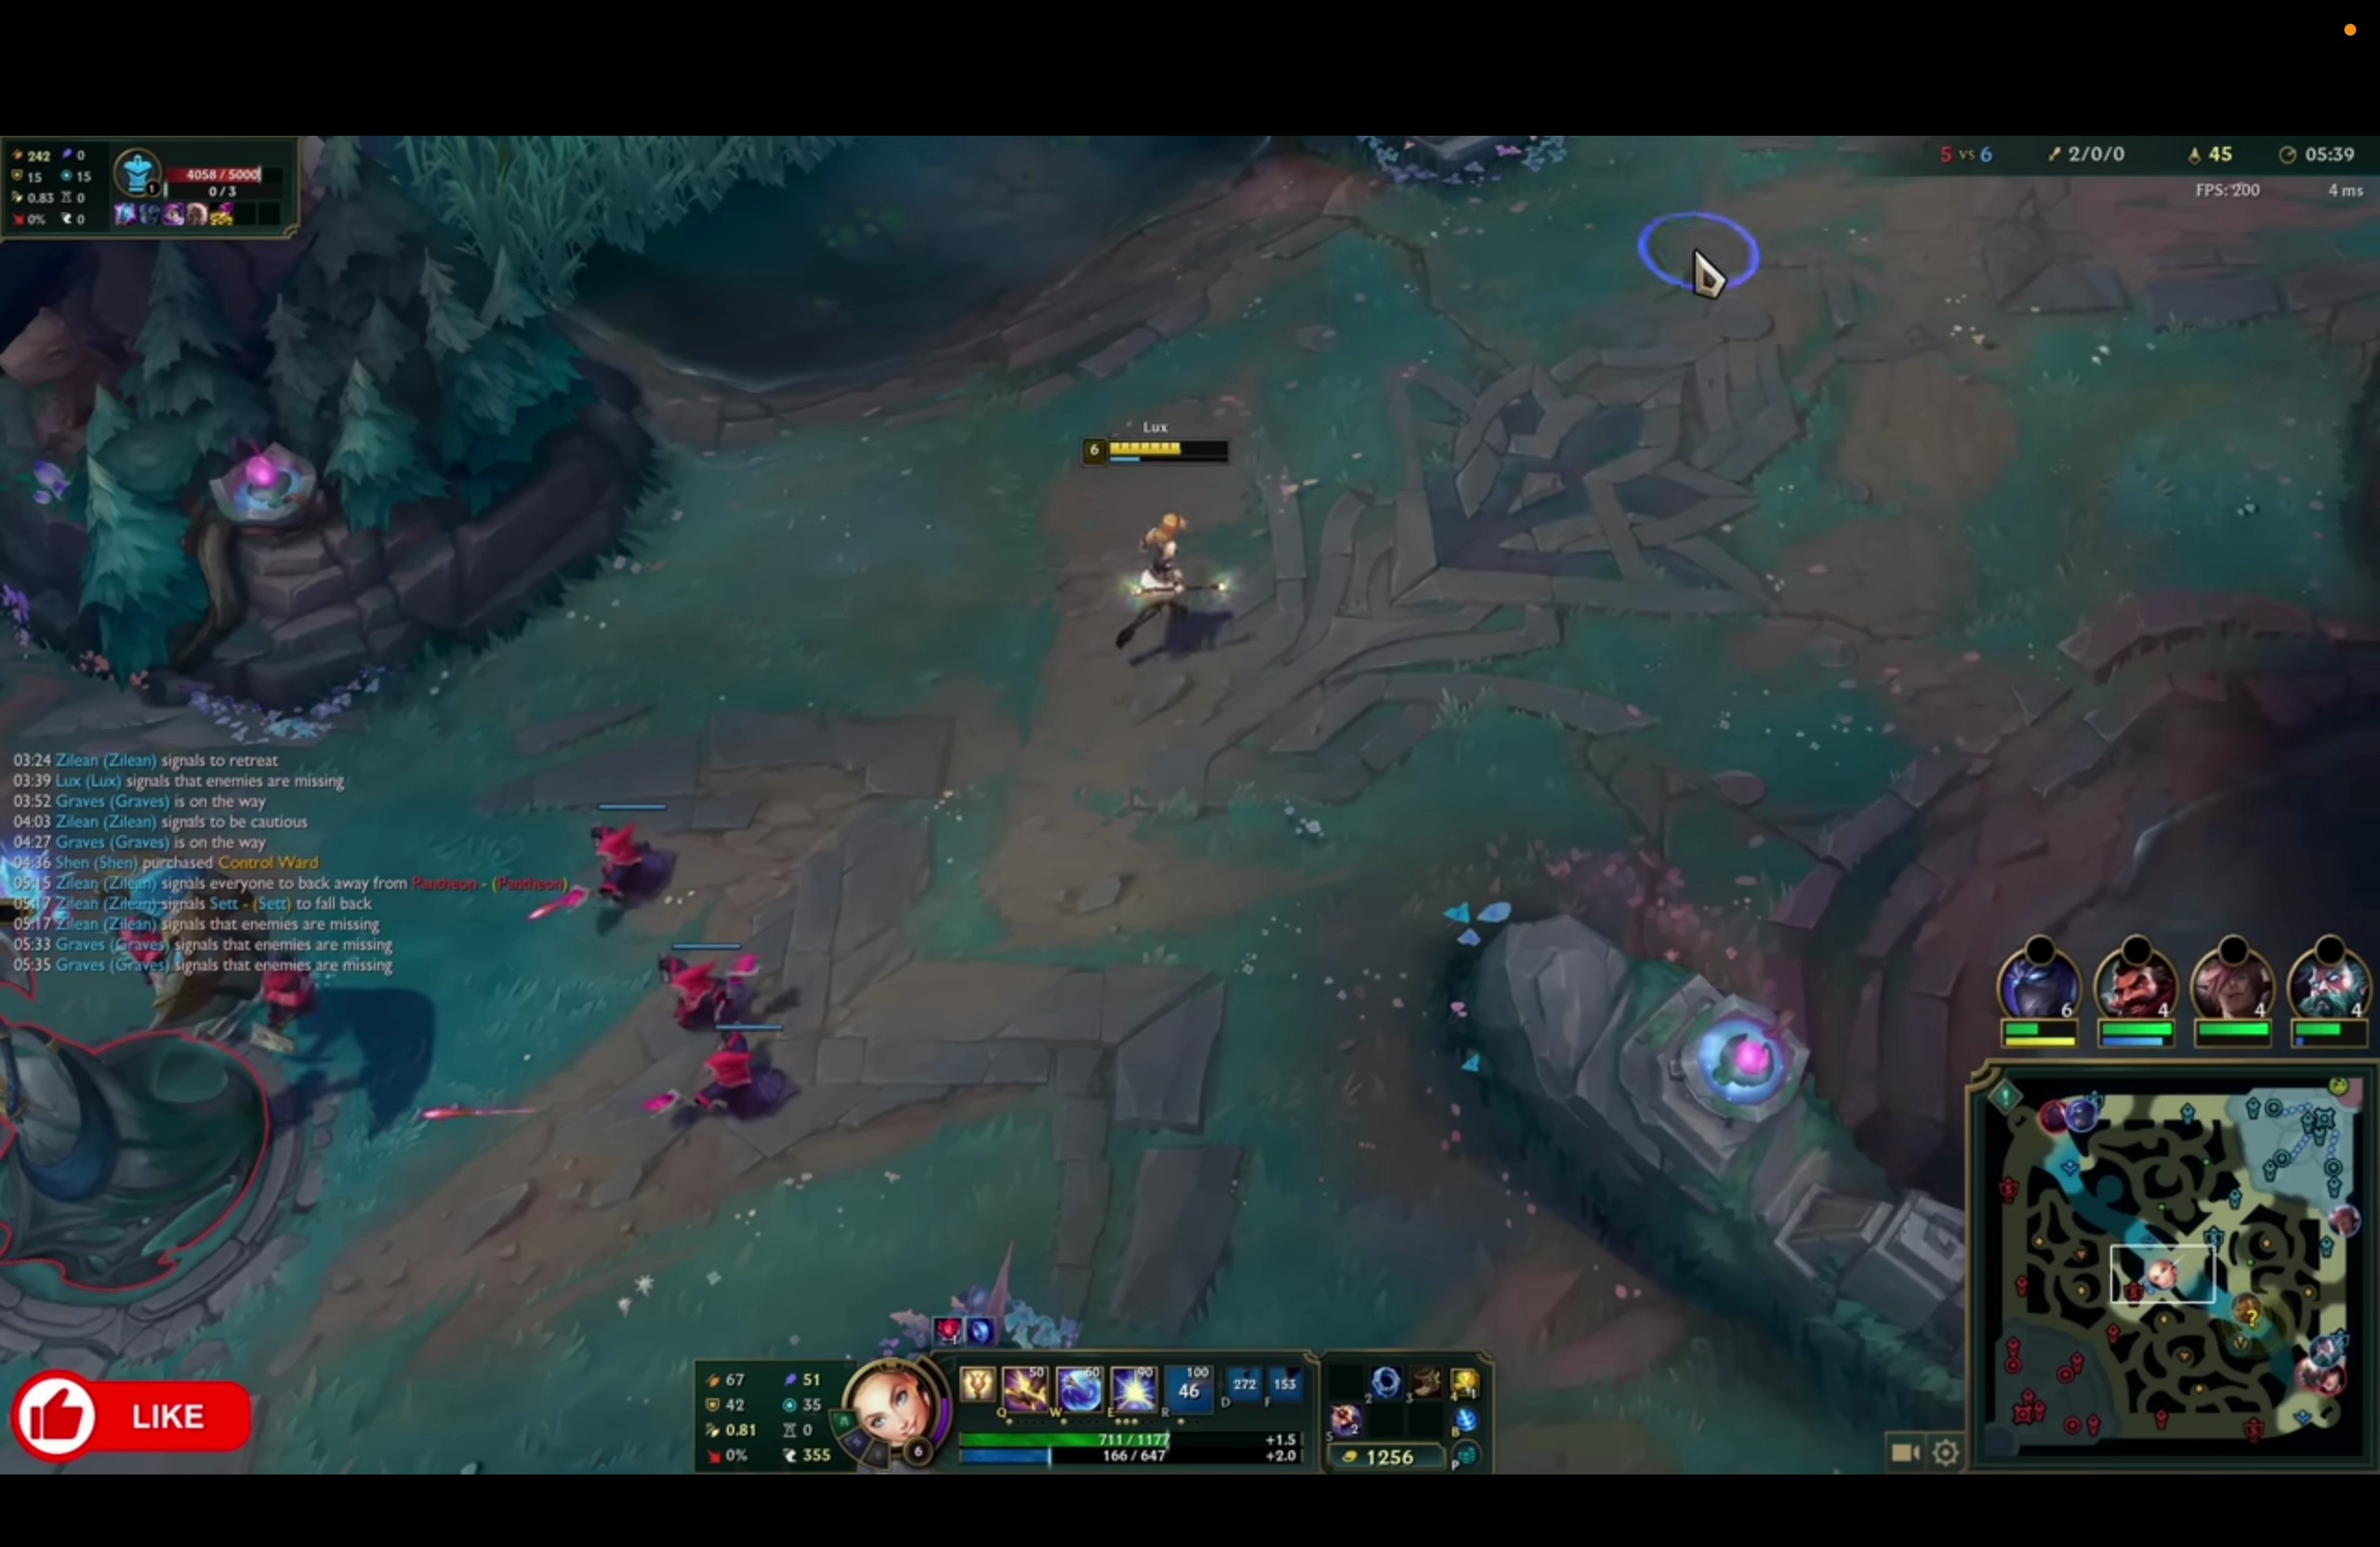 242 0
15 15
0.83 0
0% 0
4058 / 5000
0 / 3
1
5 vs 6 2/0/0 45 05:39
FPS: 200 4 ms
Lux
6
03:24 Zilean (Zilean) signals to retreat
03:39 Lux (Lux) signals that enemies are missing
03:52 Graves (Graves) is on the way
04:03 Zilean (Zilean) signals to be cautious
04:27 Graves (Graves) is on the way
04:36 Shen (Shen) purchased Control Ward
05:15 Zilean (Zilean) signals everyone to back away from Pantheon - (Pantheon)
05:17 Zilean (Zilean) signals Sett - (Sett) to fall back
05:17 Zilean (Zilean) signals that enemies are missing
05:33 Graves (Graves) signals that enemies are missing
05:35 Graves (Graves) signals that enemies are missing
6 4 4 4
LIKE
67 51
42 35
0.81 0
0% 355
6
50 60 90 100
46 272 153
Q W E R D F
711 / 1177 +1.5
166 / 647 +2.0
2 3 4 1
5 2 B
1256 P
?